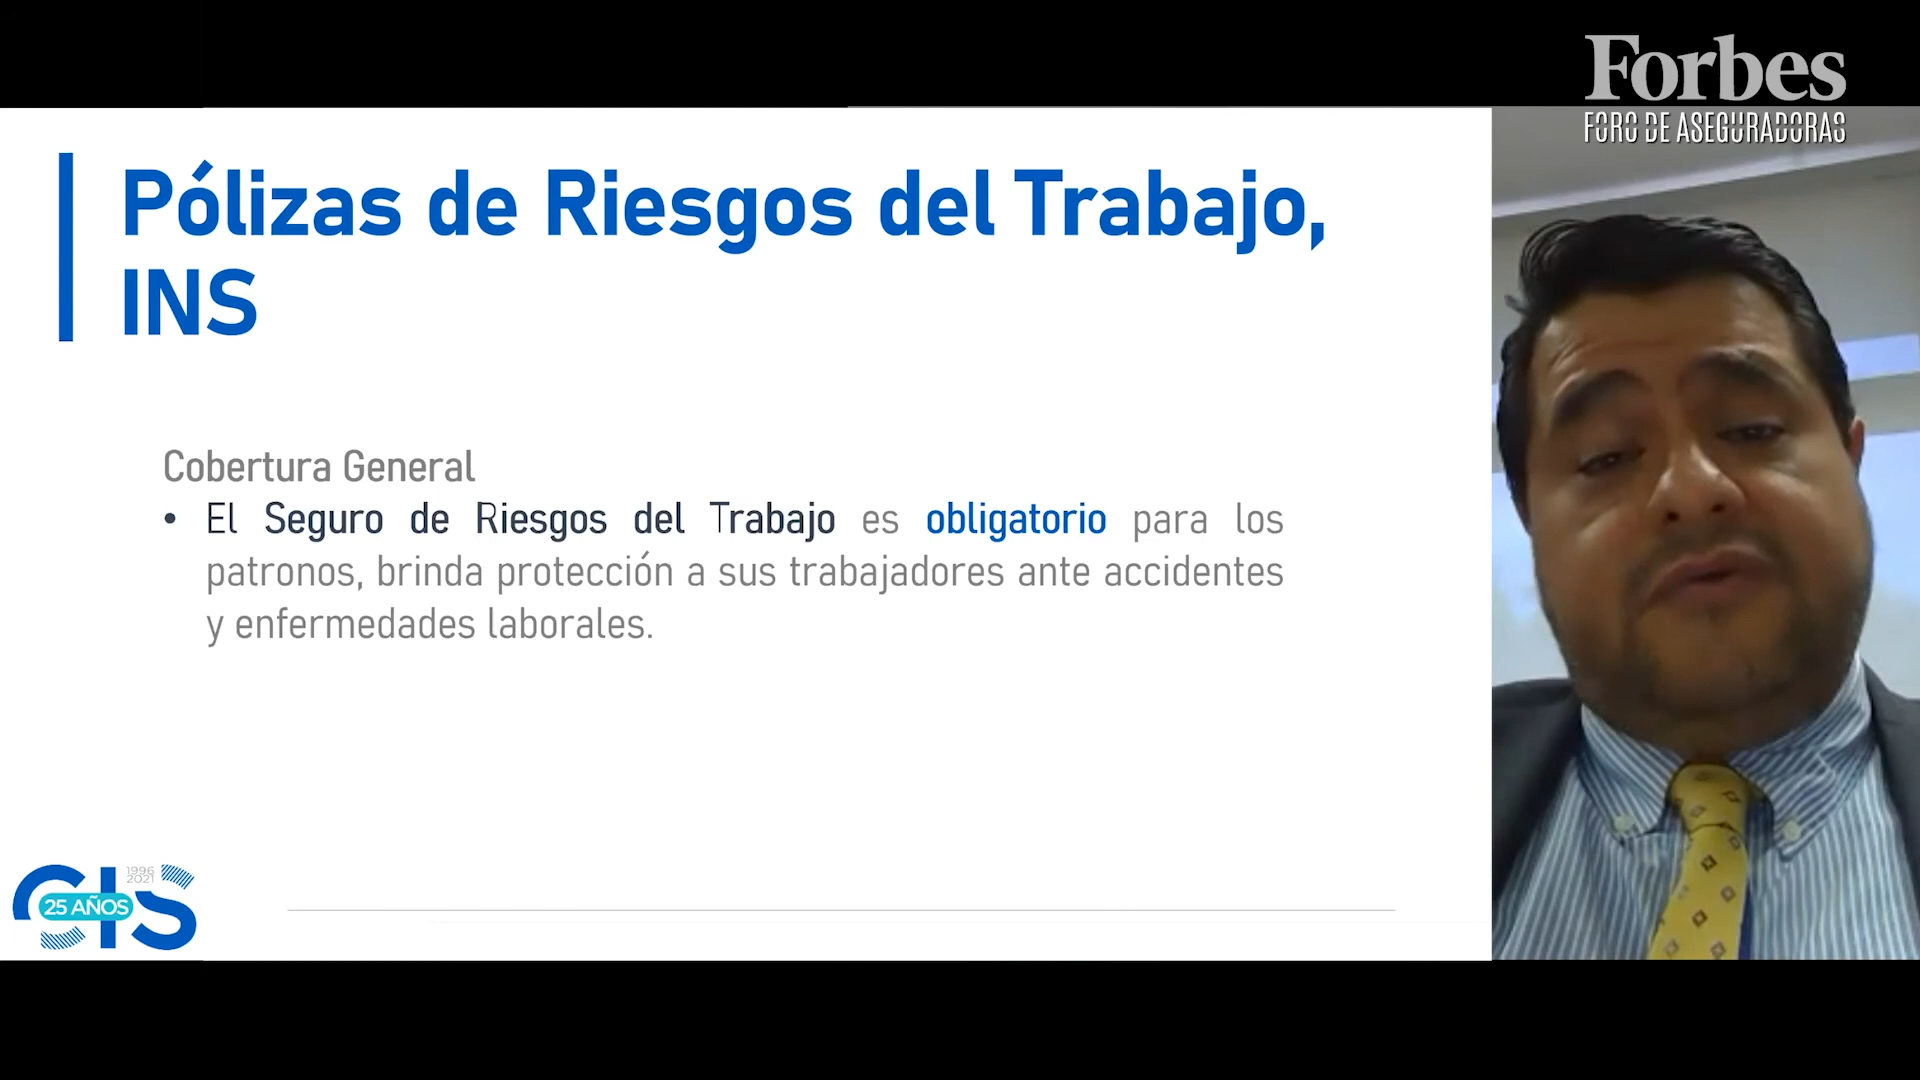 Forbes
FORO DE ASEGURADORAS
Pólizas de Riesgos del Trabajo,
INS
Cobertura General
• El Seguro de Riesgos del Trabajo es obligatorio para los
patronos, brinda protección a sus trabajadores ante accidentes
y enfermedades laborales.
CIS
1996
2021
25 AÑOS